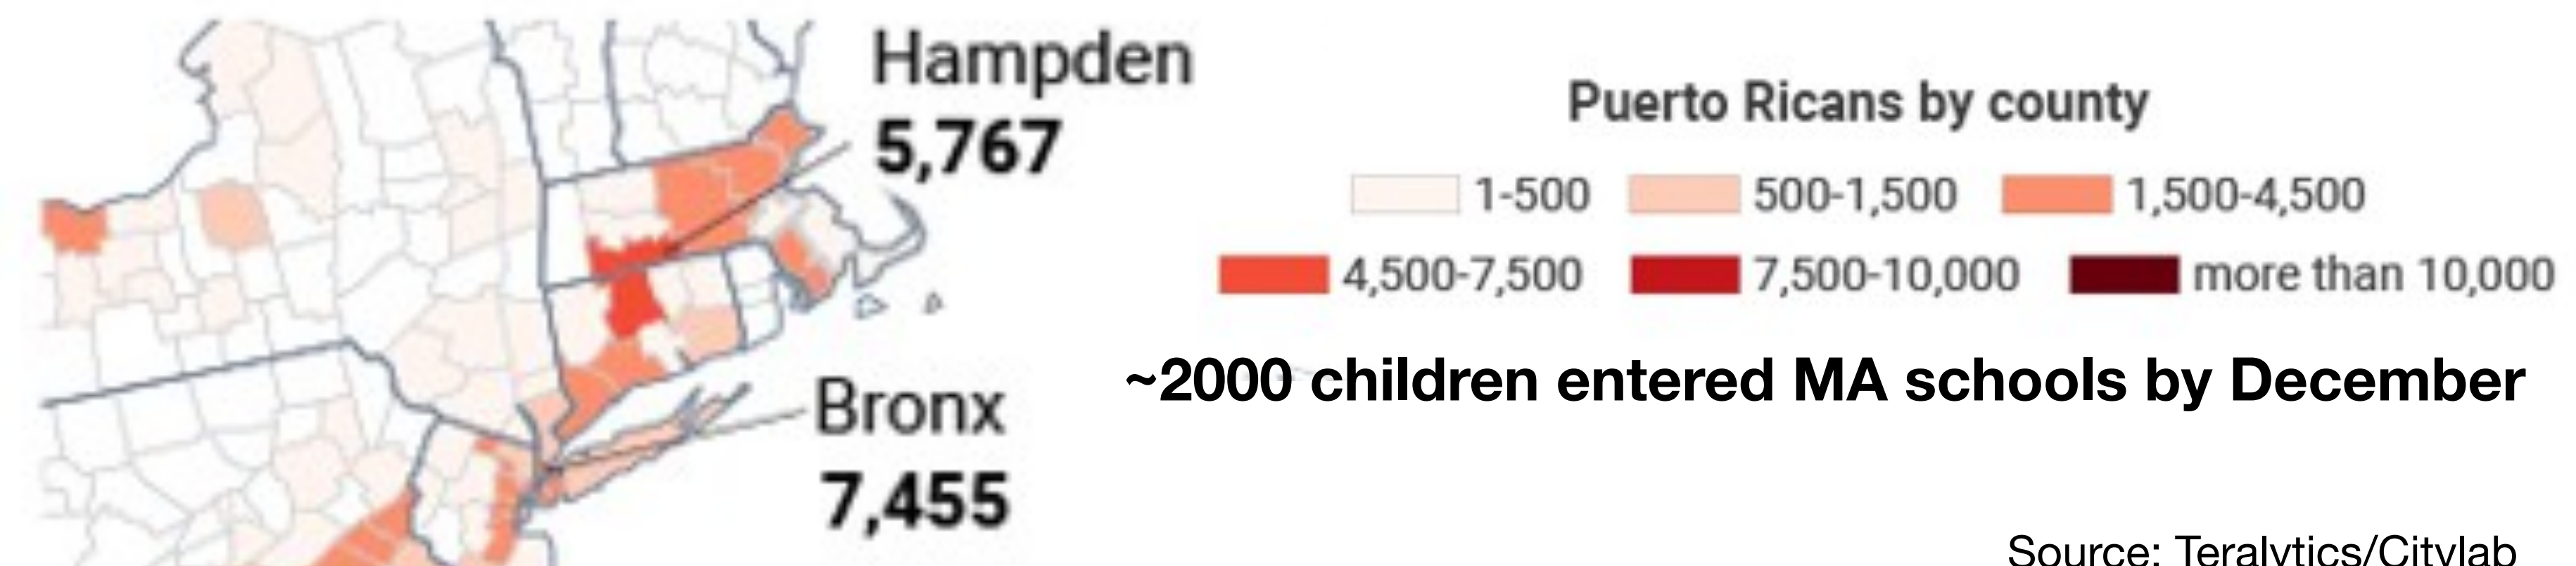 Hampden
5,767
Puerto Ricans by county
1-500 500-1,500 1,500-4,500
4,500-7,500 7,500-10,000 more than 10,000
~2000 children entered MA schools by December
Bronx
7,455
Source: Teralytics/Citylab